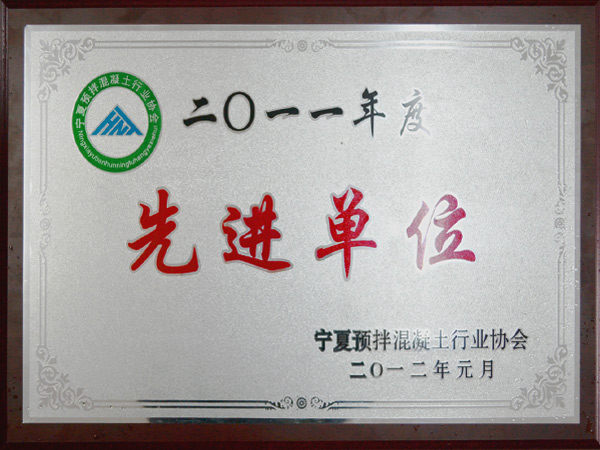 宁夏预拌混凝土行业协会
二〇一一年度
先进单位
宁夏预拌混凝土行业协会
二〇一二年元月